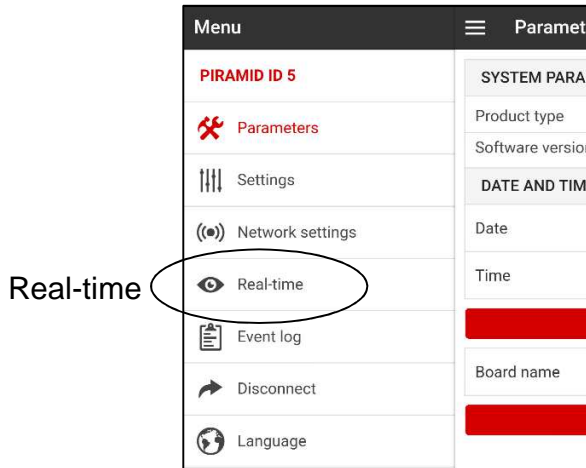 Menu
PIRAMID ID 5
Parameters
Settings
Network settings
Real-time
Event log
Disconnect
Language
Real-time
Paramet
SYSTEM PARA
Product type
Software version
DATE AND TIM
Date
Time
Board name